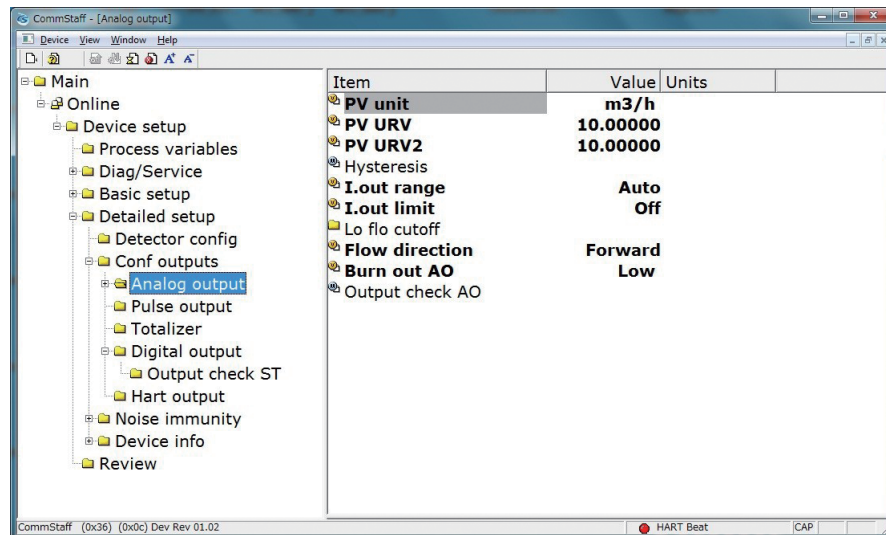 CommStaff - [Analog output]
Device View Window Help
Main
Online
Device setup
Process variables
Diag/Service
Basic setup
Detailed setup
Detector config
Conf outputs
Analog output
Pulse output
Totalizer
Digital output
Output check ST
Hart output
Noise immunity
Device info
Review
Item Value Units
PV unit m3/h
PV URV 10.00000
PV URV2 10.00000
Hysteresis
I.out range Auto
I.out limit Off
Lo flo cutoff
Flow direction Forward
Burn out AO Low
Output check AO
CommStaff (0x36) (0x0c) Dev Rev 01.02 HART Beat CAP